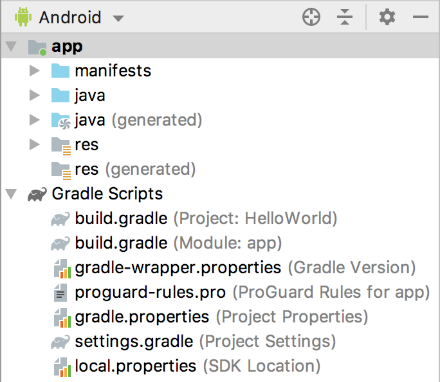 Android
app
manifests
java
java (generated)
res
res (generated)
Gradle Scripts
build.gradle (Project: HelloWorld)
build.gradle (Module: app)
gradle-wrapper.properties (Gradle Version)
proguard-rules.pro (ProGuard Rules for app)
gradle.properties (Project Properties)
settings.gradle (Project Settings)
local.properties (SDK Location)